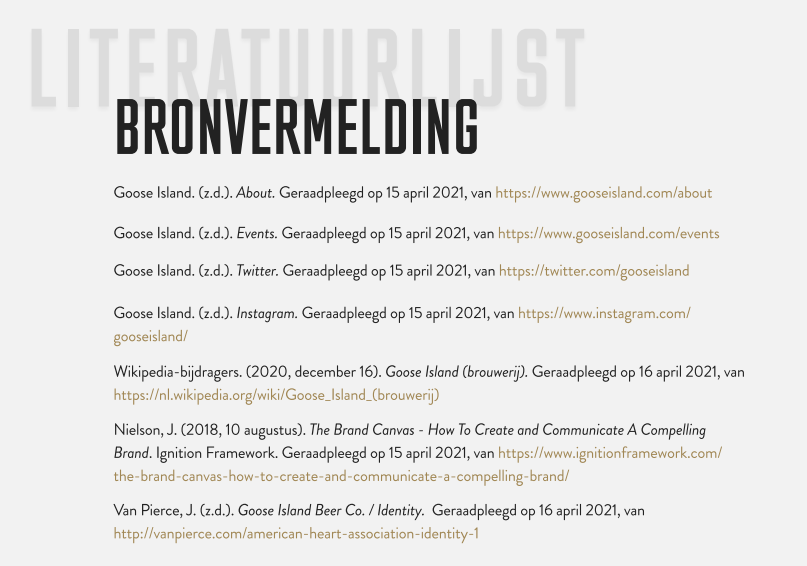 LITERATUURLIJST
BRONVERMELDING
Goose Island. (z.d.). About. Geraadpleegd op 15 april 2021, van https://www.gooseisland.com/about
Goose Island. (z.d.). Events. Geraadpleegd op 15 april 2021, van https://www.gooseisland.com/events
Goose Island. (z.d.). Twitter. Geraadpleegd op 15 april 2021, van https://twitter.com/gooseisland
Goose Island. (z.d.). Instagram. Geraadpleegd op 15 april 2021, van https://www.instagram.com/
gooseisland/
Wikipedia-bijdragers. (2020, december 16). Goose Island (brouwerij). Geraadpleegd op 16 april 2021, van
https://nl.wikipedia.org/wiki/Goose_Island_(brouwerij)
Nielson, J. (2018, 10 augustus). The Brand Canvas - How To Create and Communicate A Compelling
Brand. Ignition Framework. Geraadpleegd op 15 april 2021, van https://www.ignitionframework.com/
the-brand-canvas-how-to-create-and-communicate-a-compelling-brand/
Van Pierce, J. (z.d.). Goose Island Beer Co. / Identity. Geraadpleegd op 16 april 2021, van
http://vanpierce.com/american-heart-association-identity-1